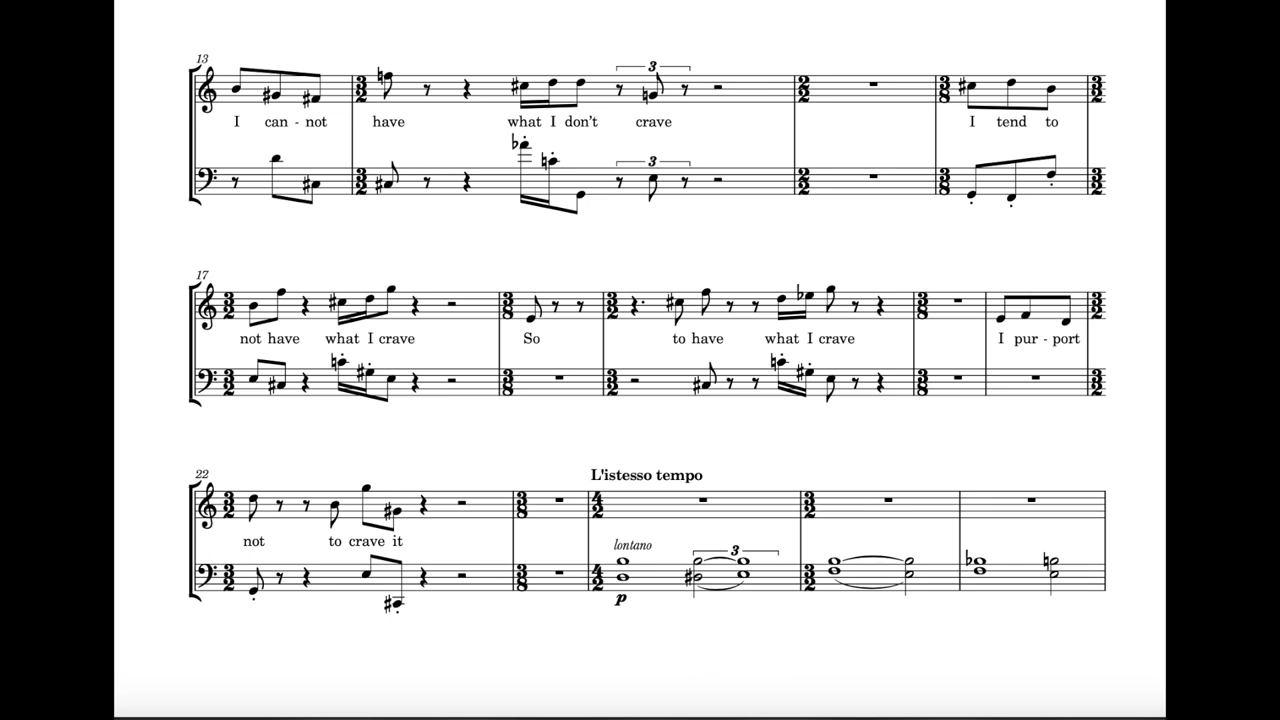 13
3
I can - not have what I don't crave I tend to
3
17
not have what I crave So to have what I crave I pur - port
22
L'istesso tempo
not to crave it
lontano
3
p